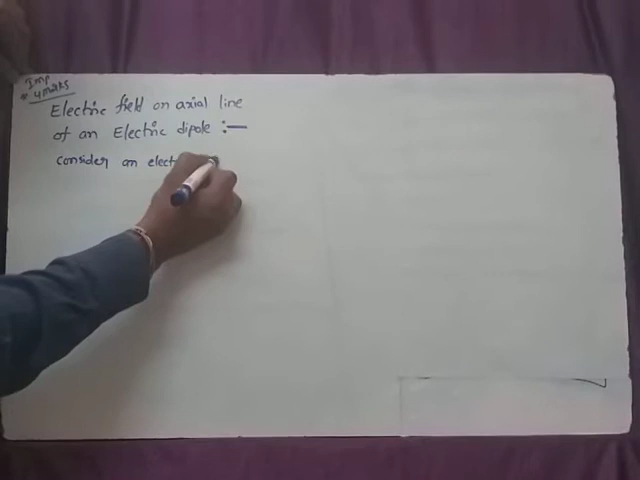 Imp
* 4 marks
Electric field on axial line
of an Electric dipole :—
consider an elect